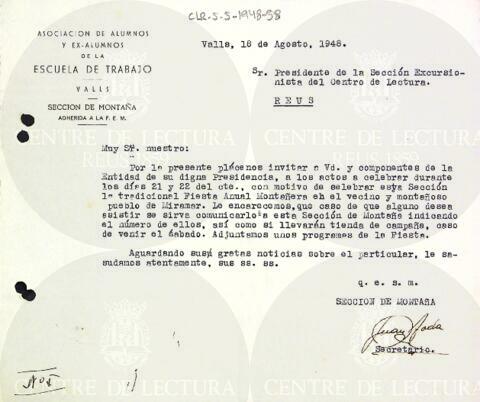 CLR-S-S-1948-58
ASOCIACION DE ALUMNOS
Y EX-ALUMNOS
DE LA
ESCUELA DE TRABAJO
VALLS
SECCION DE MONTAÑA
ADHERIDA A LA F. E. M.
Valls, 18 de Agosto, 1948.
Sr. Presidente de la Sección Excursio-
nista del Centro de Lectura.
REUS
Muy Sr. nuestro:
Por la presente plácenos invitar a Vd. y componentes de la
Entidad de su digna Presidencia, a los actos a celebrar durante
los días 21 y 22 del cte., con motivo de celebrar esta Sección
la tradicional Fiesta Anual Montañera en el vecino y montañoso
pueblo de Miramar. Le encarecemos, que caso de que alguno desea
asistir se sirva comunicarlo a esta Sección de Montaña indicando
el número de ellos, así como si llevarán tienda de campaña, caso
de venir el sábado. Adjuntamos unos programas de la Fiesta.
Aguardando sus gratas noticias sobre el particular, le sa-
ludamos atentamente, sus ss. ss.
q. e. s. m.
SECCION DE MONTAÑA
Juan Roda
Secretario.
CENTRE DE LECTURA
REUS 1859
CENTRE DE LECTURA
CENTRE DE LECTURA